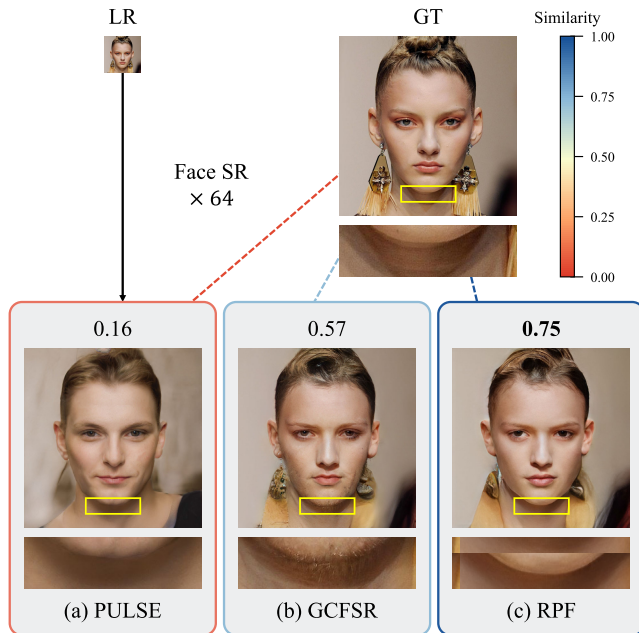 LR
GT
Similarity
1.00
0.75
0.50
0.25
0.00
Face SR
× 64
0.16
0.57
0.75
(a) PULSE
(b) GCFSR
(c) RPF